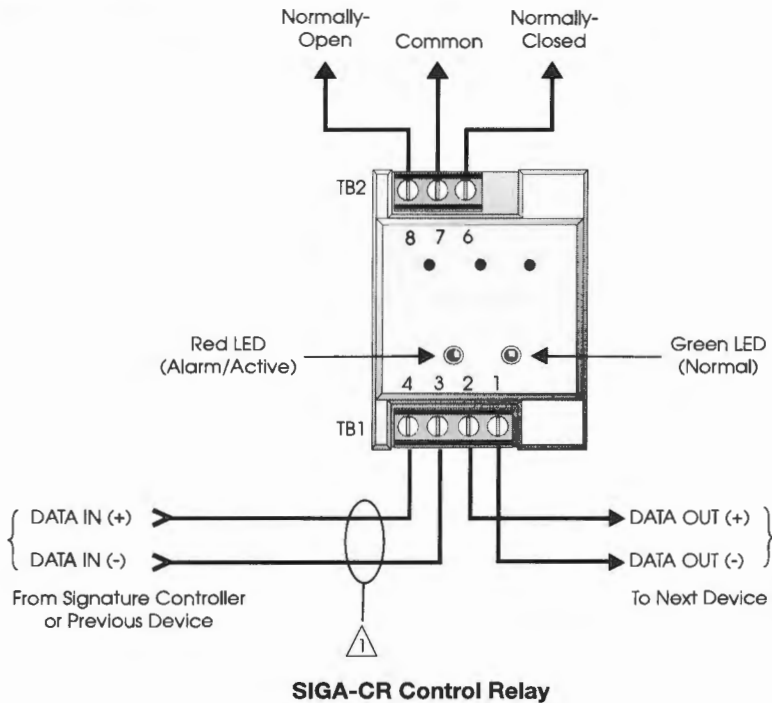 Normally-
Open
Common
Normally-
Closed
TB2
8 7 6
Red LED
(Alarm/Active)
Green LED
(Normal)
4 3 2 1
TB1
DATA IN (+)
DATA OUT (+)
DATA IN (-)
DATA OUT (-)
From Signature Controller
or Previous Device
To Next Device
1
SIGA-CR Control Relay